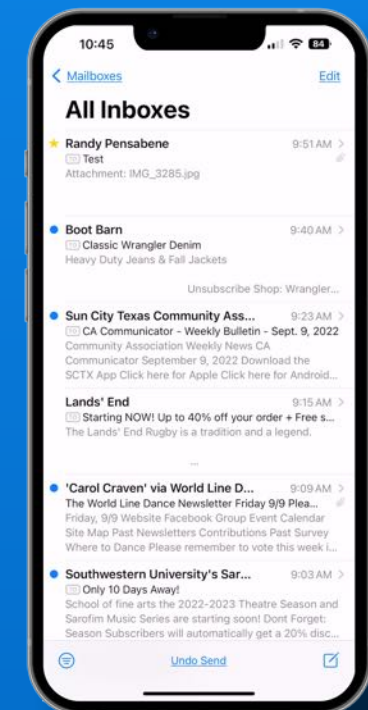 10:45
84
Mailboxes
Edit
All Inboxes
Randy Pensabene 9:51 AM
TO Test
Attachment: IMG_3285.jpg
Boot Barn 9:40 AM
TO Classic Wrangler Denim
Heavy Duty Jeans & Fall Jackets
Unsubscribe Shop: Wrangler...
Sun City Texas Community Ass... 9:23 AM
TO CA Communicator - Weekly Bulletin - Sept. 9, 2022
Community Association Weekly News CA
Communicator September 9, 2022 Download the
SCTX App Click here for Apple Click here for Android...
Lands' End 9:15 AM
TO Starting NOW! Up to 40% off your order + Free s...
The Lands' End Rugby is a tradition and a legend.
...
'Carol Craven' via World Line D... 9:09 AM
The World Line Dance Newsletter Friday 9/9 Plea...
Friday, 9/9 Website Facebook Group Event Calendar
Site Map Past Newsletters Contributions Past Survey
Where to Dance Please remember to vote this week i...
Southwestern University's Sar... 9:03 AM
TO Only 10 Days Away!
School of fine arts the 2022-2023 Theatre Season and
Sarofim Music Series are starting soon! Dont Forget:
Season Subscribers will automatically get a 20% disc...
Undo Send